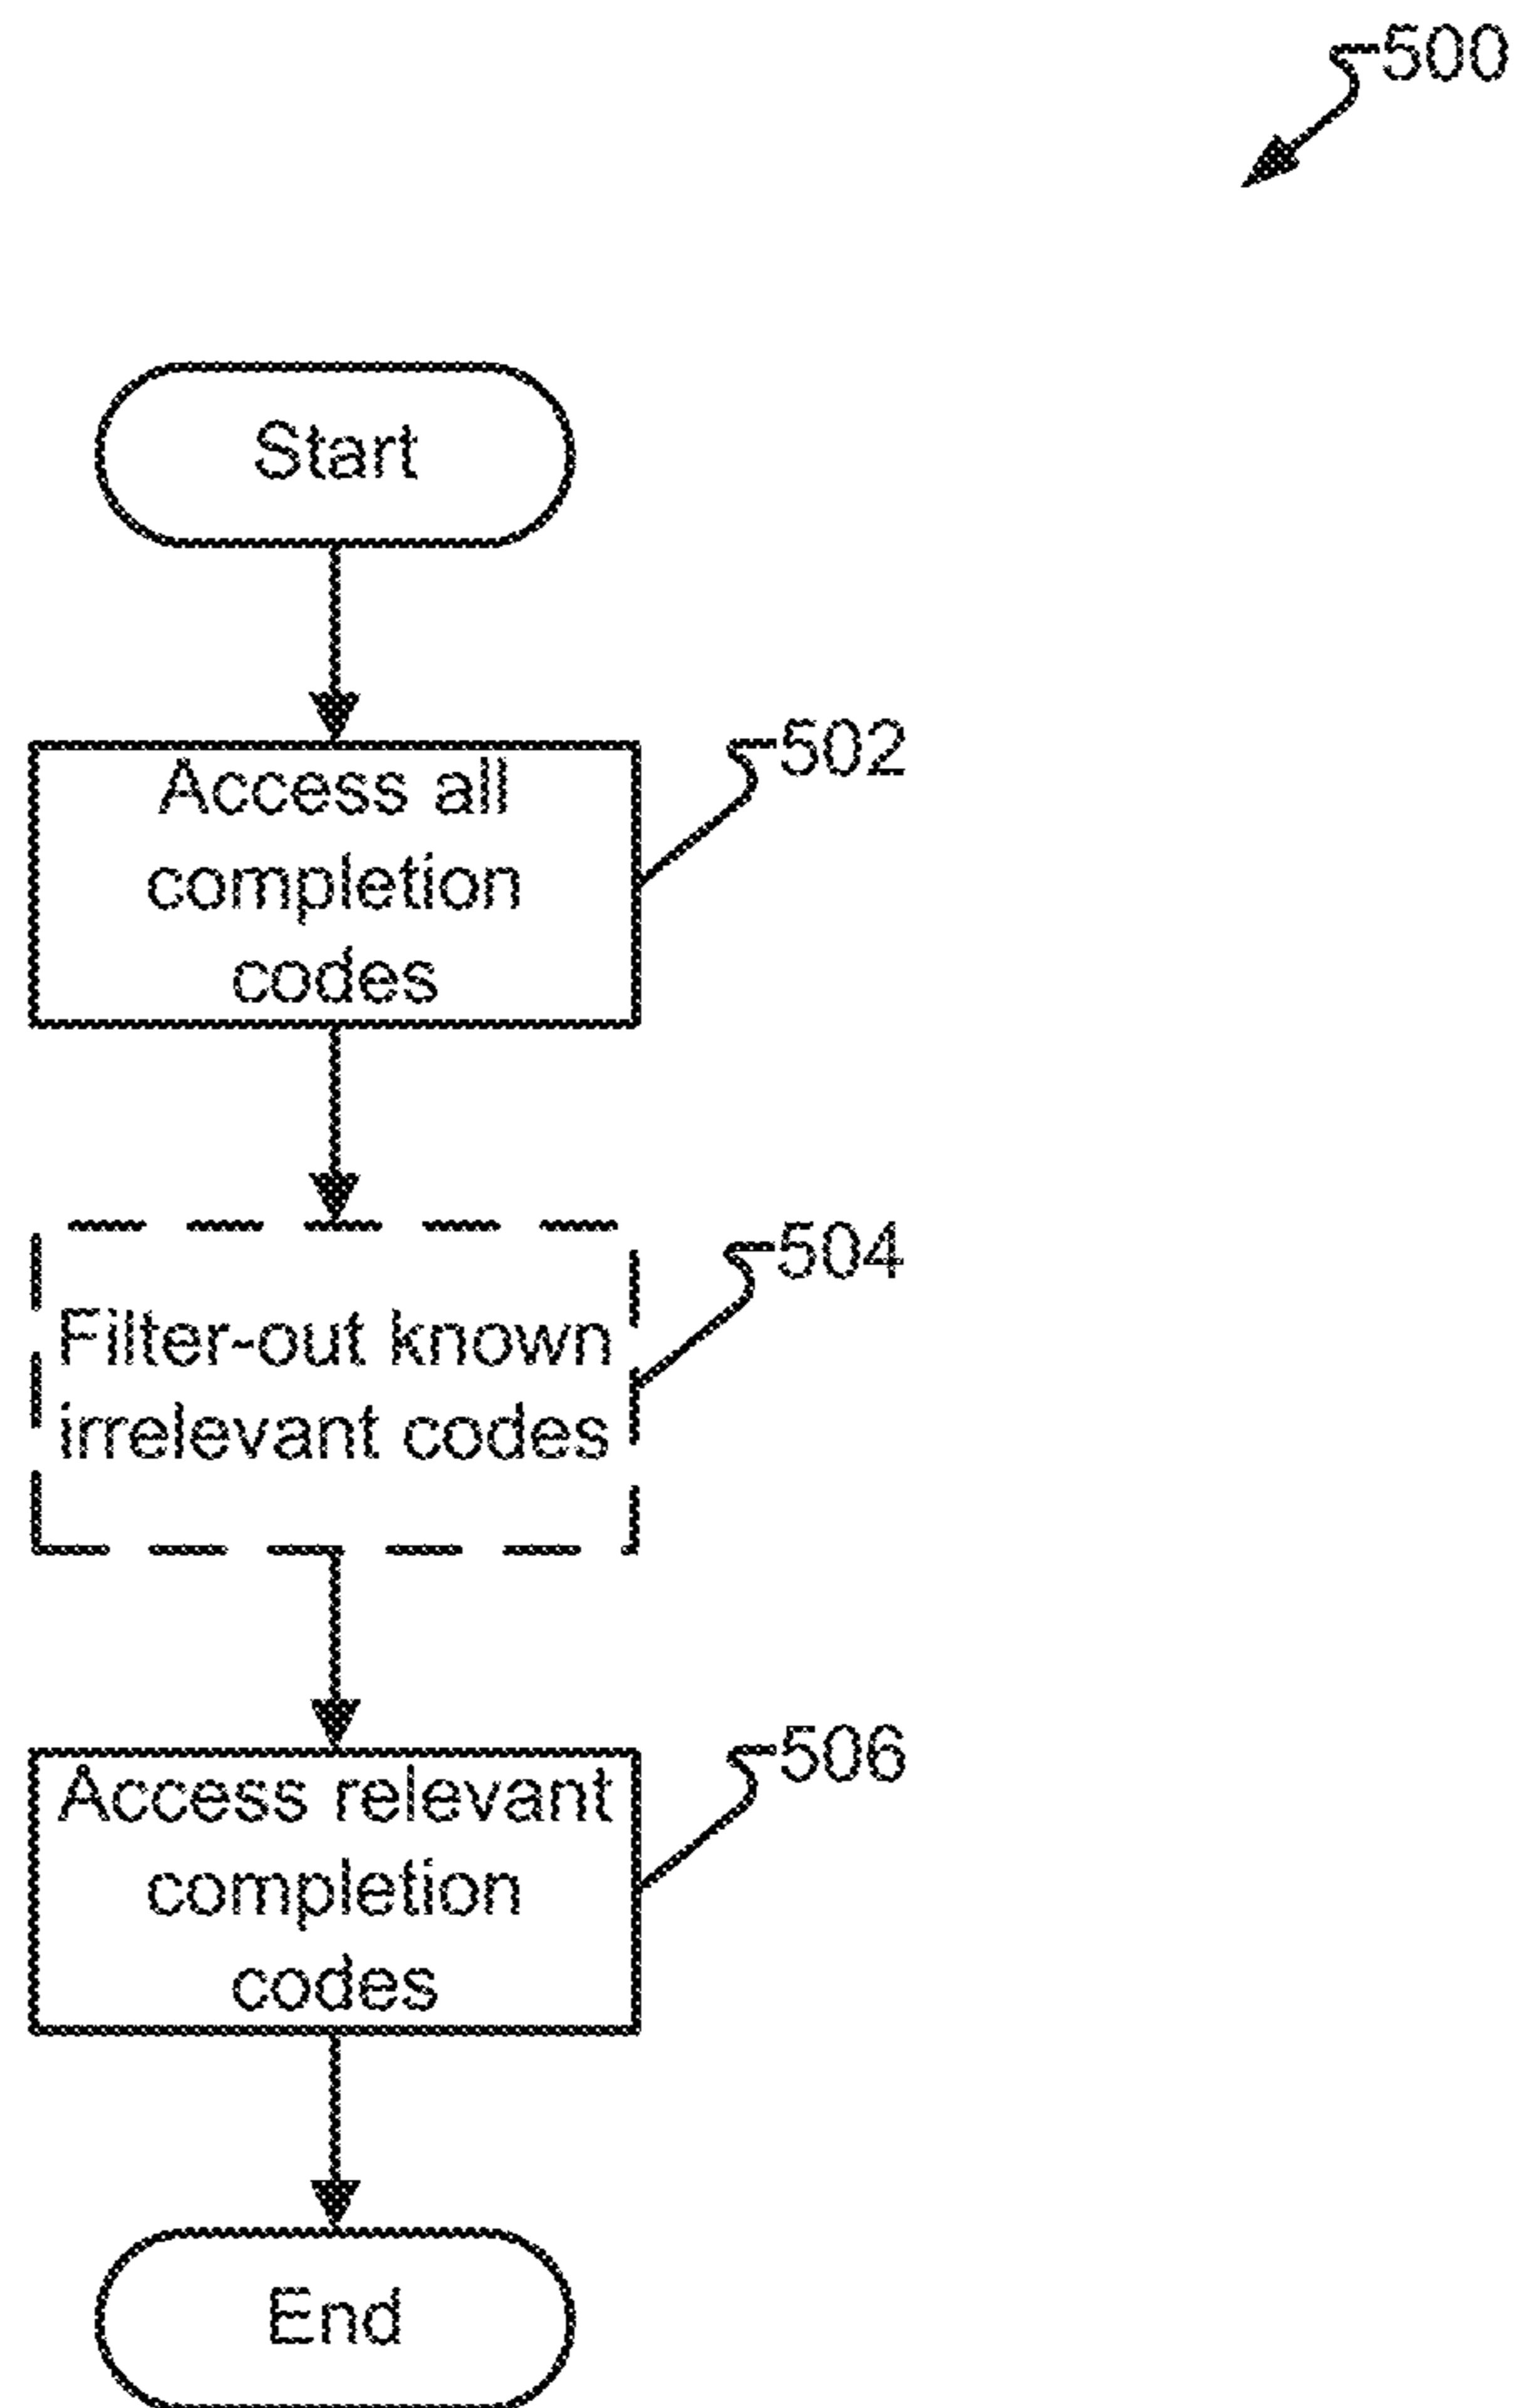 500
Start
Access all
completion
codes
502
Filter-out known
irrelevant codes
504
Access relevant
completion
codes
506
End